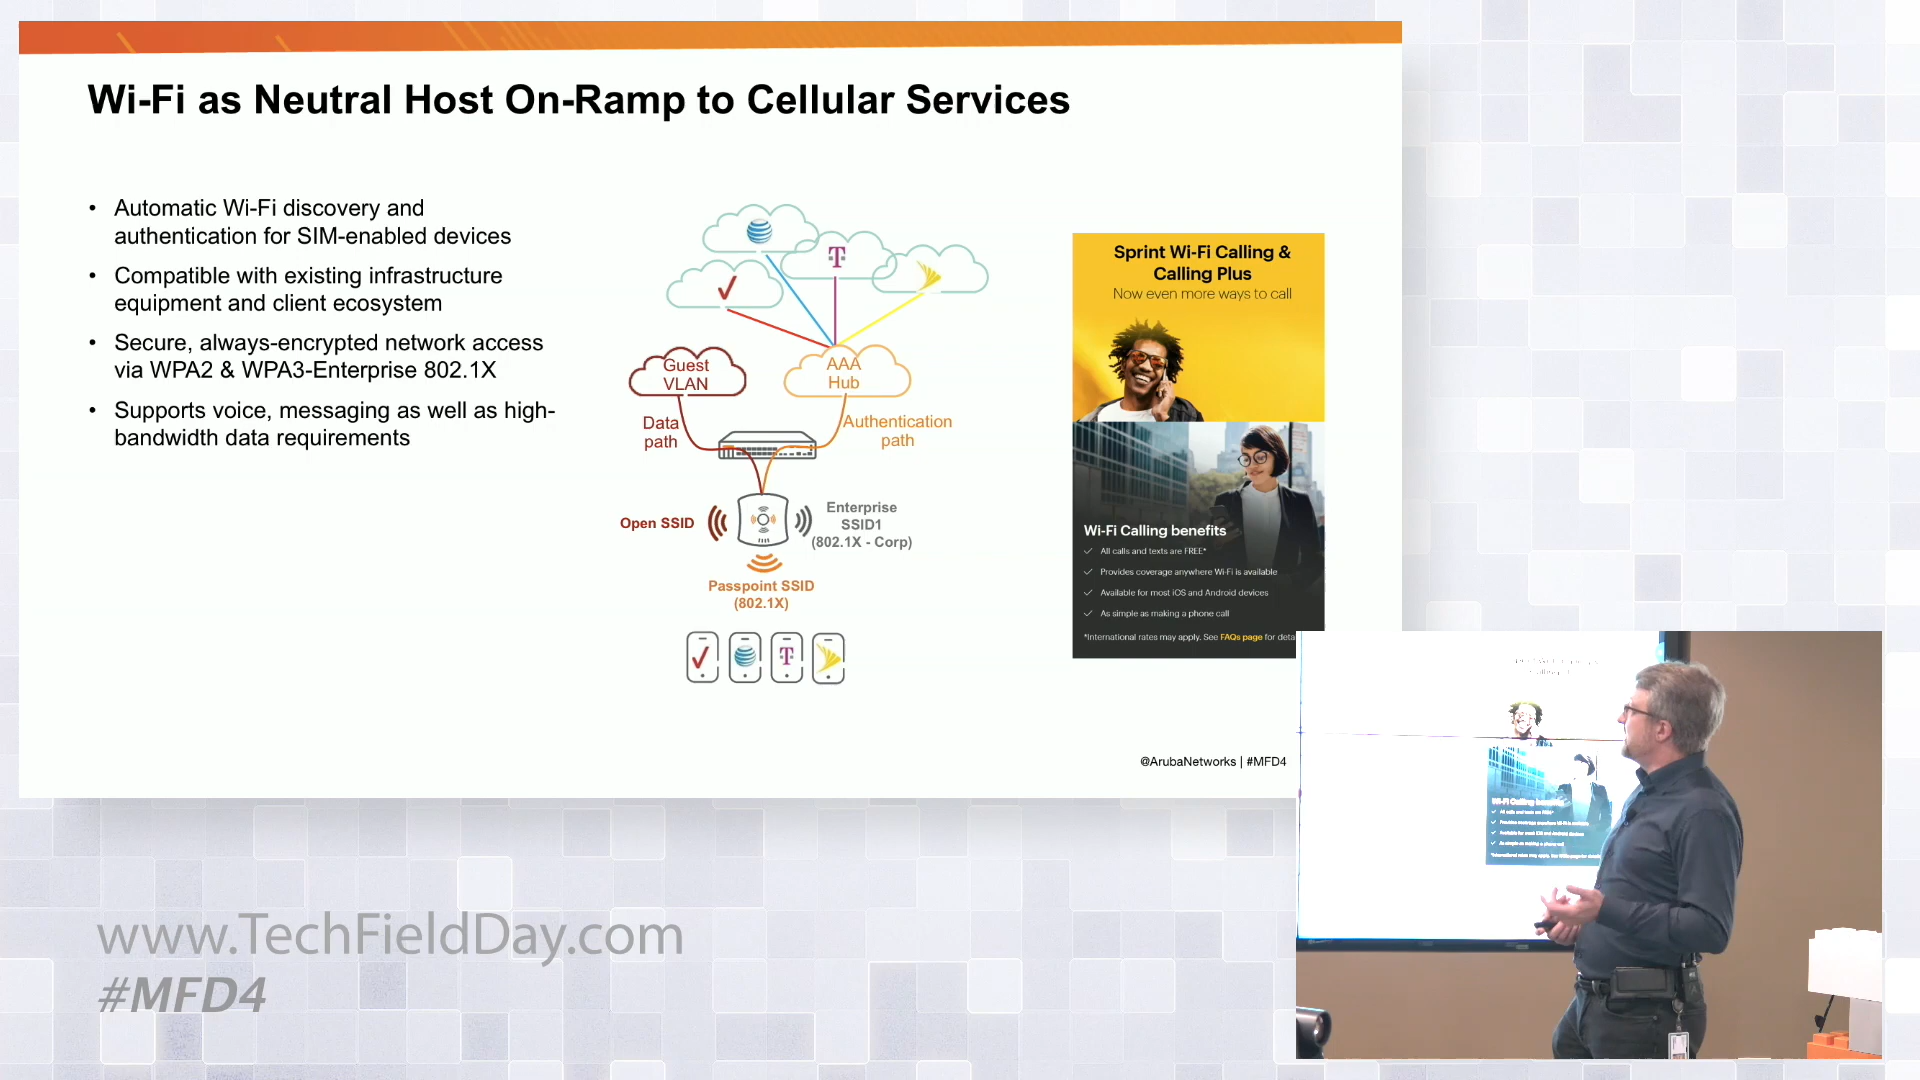 Wi-Fi as Neutral Host On-Ramp to Cellular Services
• Automatic Wi-Fi discovery and
authentication for SIM-enabled devices
• Compatible with existing infrastructure
equipment and client ecosystem
• Secure, always-encrypted network access
via WPA2 & WPA3-Enterprise 802.1X
• Supports voice, messaging as well as high-
bandwidth data requirements
T
Guest
VLAN
AAA
Hub
Data
path
Authentication
path
Open SSID
Enterprise
SSID1
(802.1X - Corp)
Passpoint SSID
(802.1X)
T
Sprint Wi-Fi Calling &
Calling Plus
Now even more ways to call
Wi-Fi Calling benefits
All calls and texts are FREE*
Provides coverage anywhere Wi-Fi is available
Available for most iOS and Android devices
As simple as making a phone call
*International rates may apply. See FAQs page for
@ArubaNetworks | #MFD4
Wi-Fi Calling
www.TechFieldDay.com
#MFD4